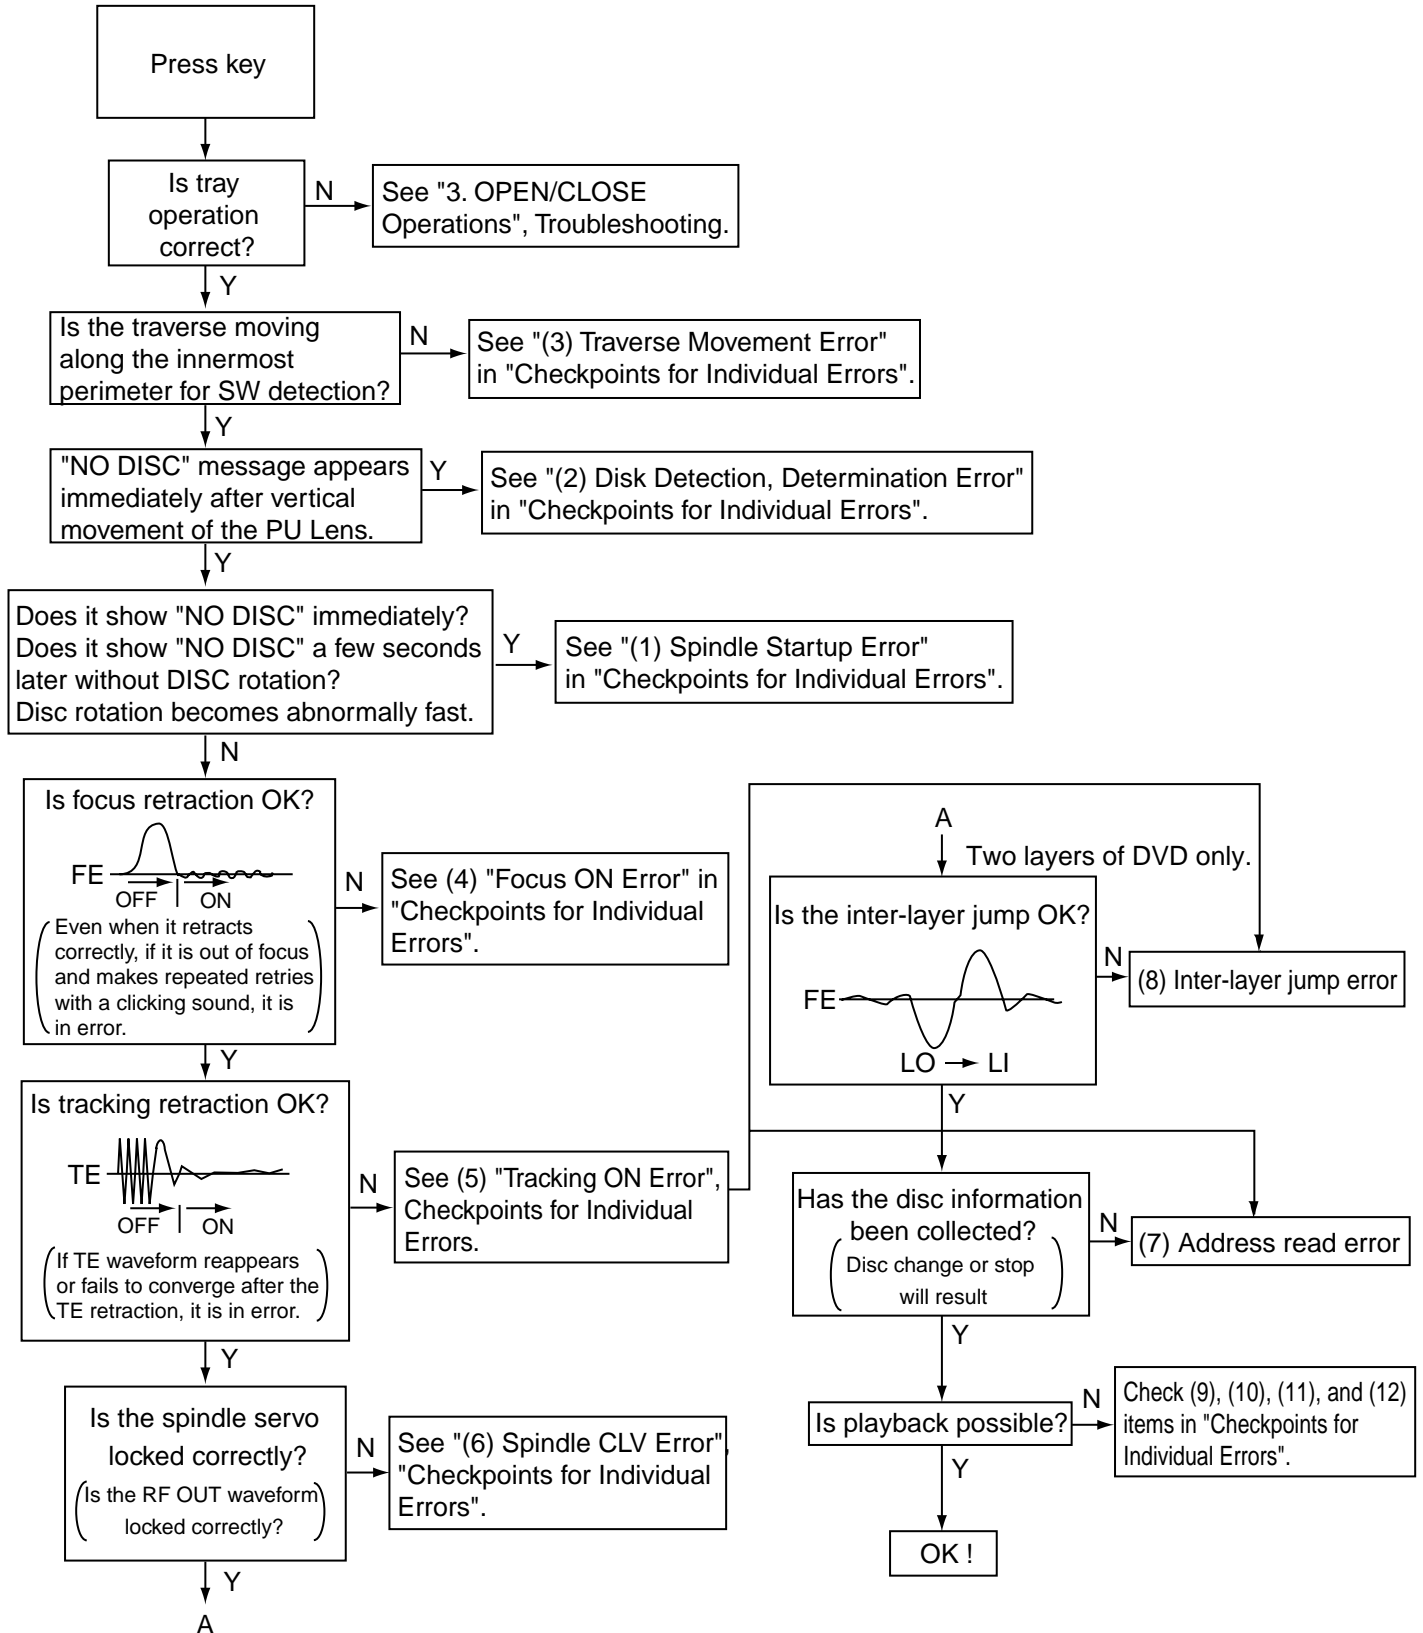 Press key
Is tray
operation
correct?
N
See "3. OPEN/CLOSE
Operations", Troubleshooting.
Y
Is the traverse moving
along the innermost
perimeter for SW detection?
N
See "(3) Traverse Movement Error"
in "Checkpoints for Individual Errors".
Y
"NO DISC" message appears
immediately after vertical
movement of the PU Lens.
Y
See "(2) Disk Detection, Determination Error"
in "Checkpoints for Individual Errors".
Y
Does it show "NO DISC" immediately?
Does it show "NO DISC" a few seconds
later without DISC rotation?
Disc rotation becomes abnormally fast.
Y
See "(1) Spindle Startup Error"
in "Checkpoints for Individual Errors".
N
Is focus retraction OK?
FE
OFF
ON
Even when it retracts
correctly, if it is out of focus
and makes repeated retries
with a clicking sound, it is
in error.
N
See (4) "Focus ON Error" in
"Checkpoints for Individual
Errors".
Y
Is tracking retraction OK?
TE
OFF
ON
If TE waveform reappears
or fails to converge after the
TE retraction, it is in error.
N
See (5) "Tracking ON Error",
Checkpoints for Individual
Errors.
Y
Is the spindle servo
locked correctly?
Is the RF OUT waveform
locked correctly?
N
See "(6) Spindle CLV Error",
"Checkpoints for Individual
Errors".
Y
A
A
Two layers of DVD only.
Is the inter-layer jump OK?
FE
LO
LI
N
(8) Inter-layer jump error
Y
Has the disc information
been collected?
Disc change or stop
will result
N
(7) Address read error
Y
Is playback possible?
N
Check (9), (10), (11), and (12)
items in "Checkpoints for
Individual Errors".
Y
OK !